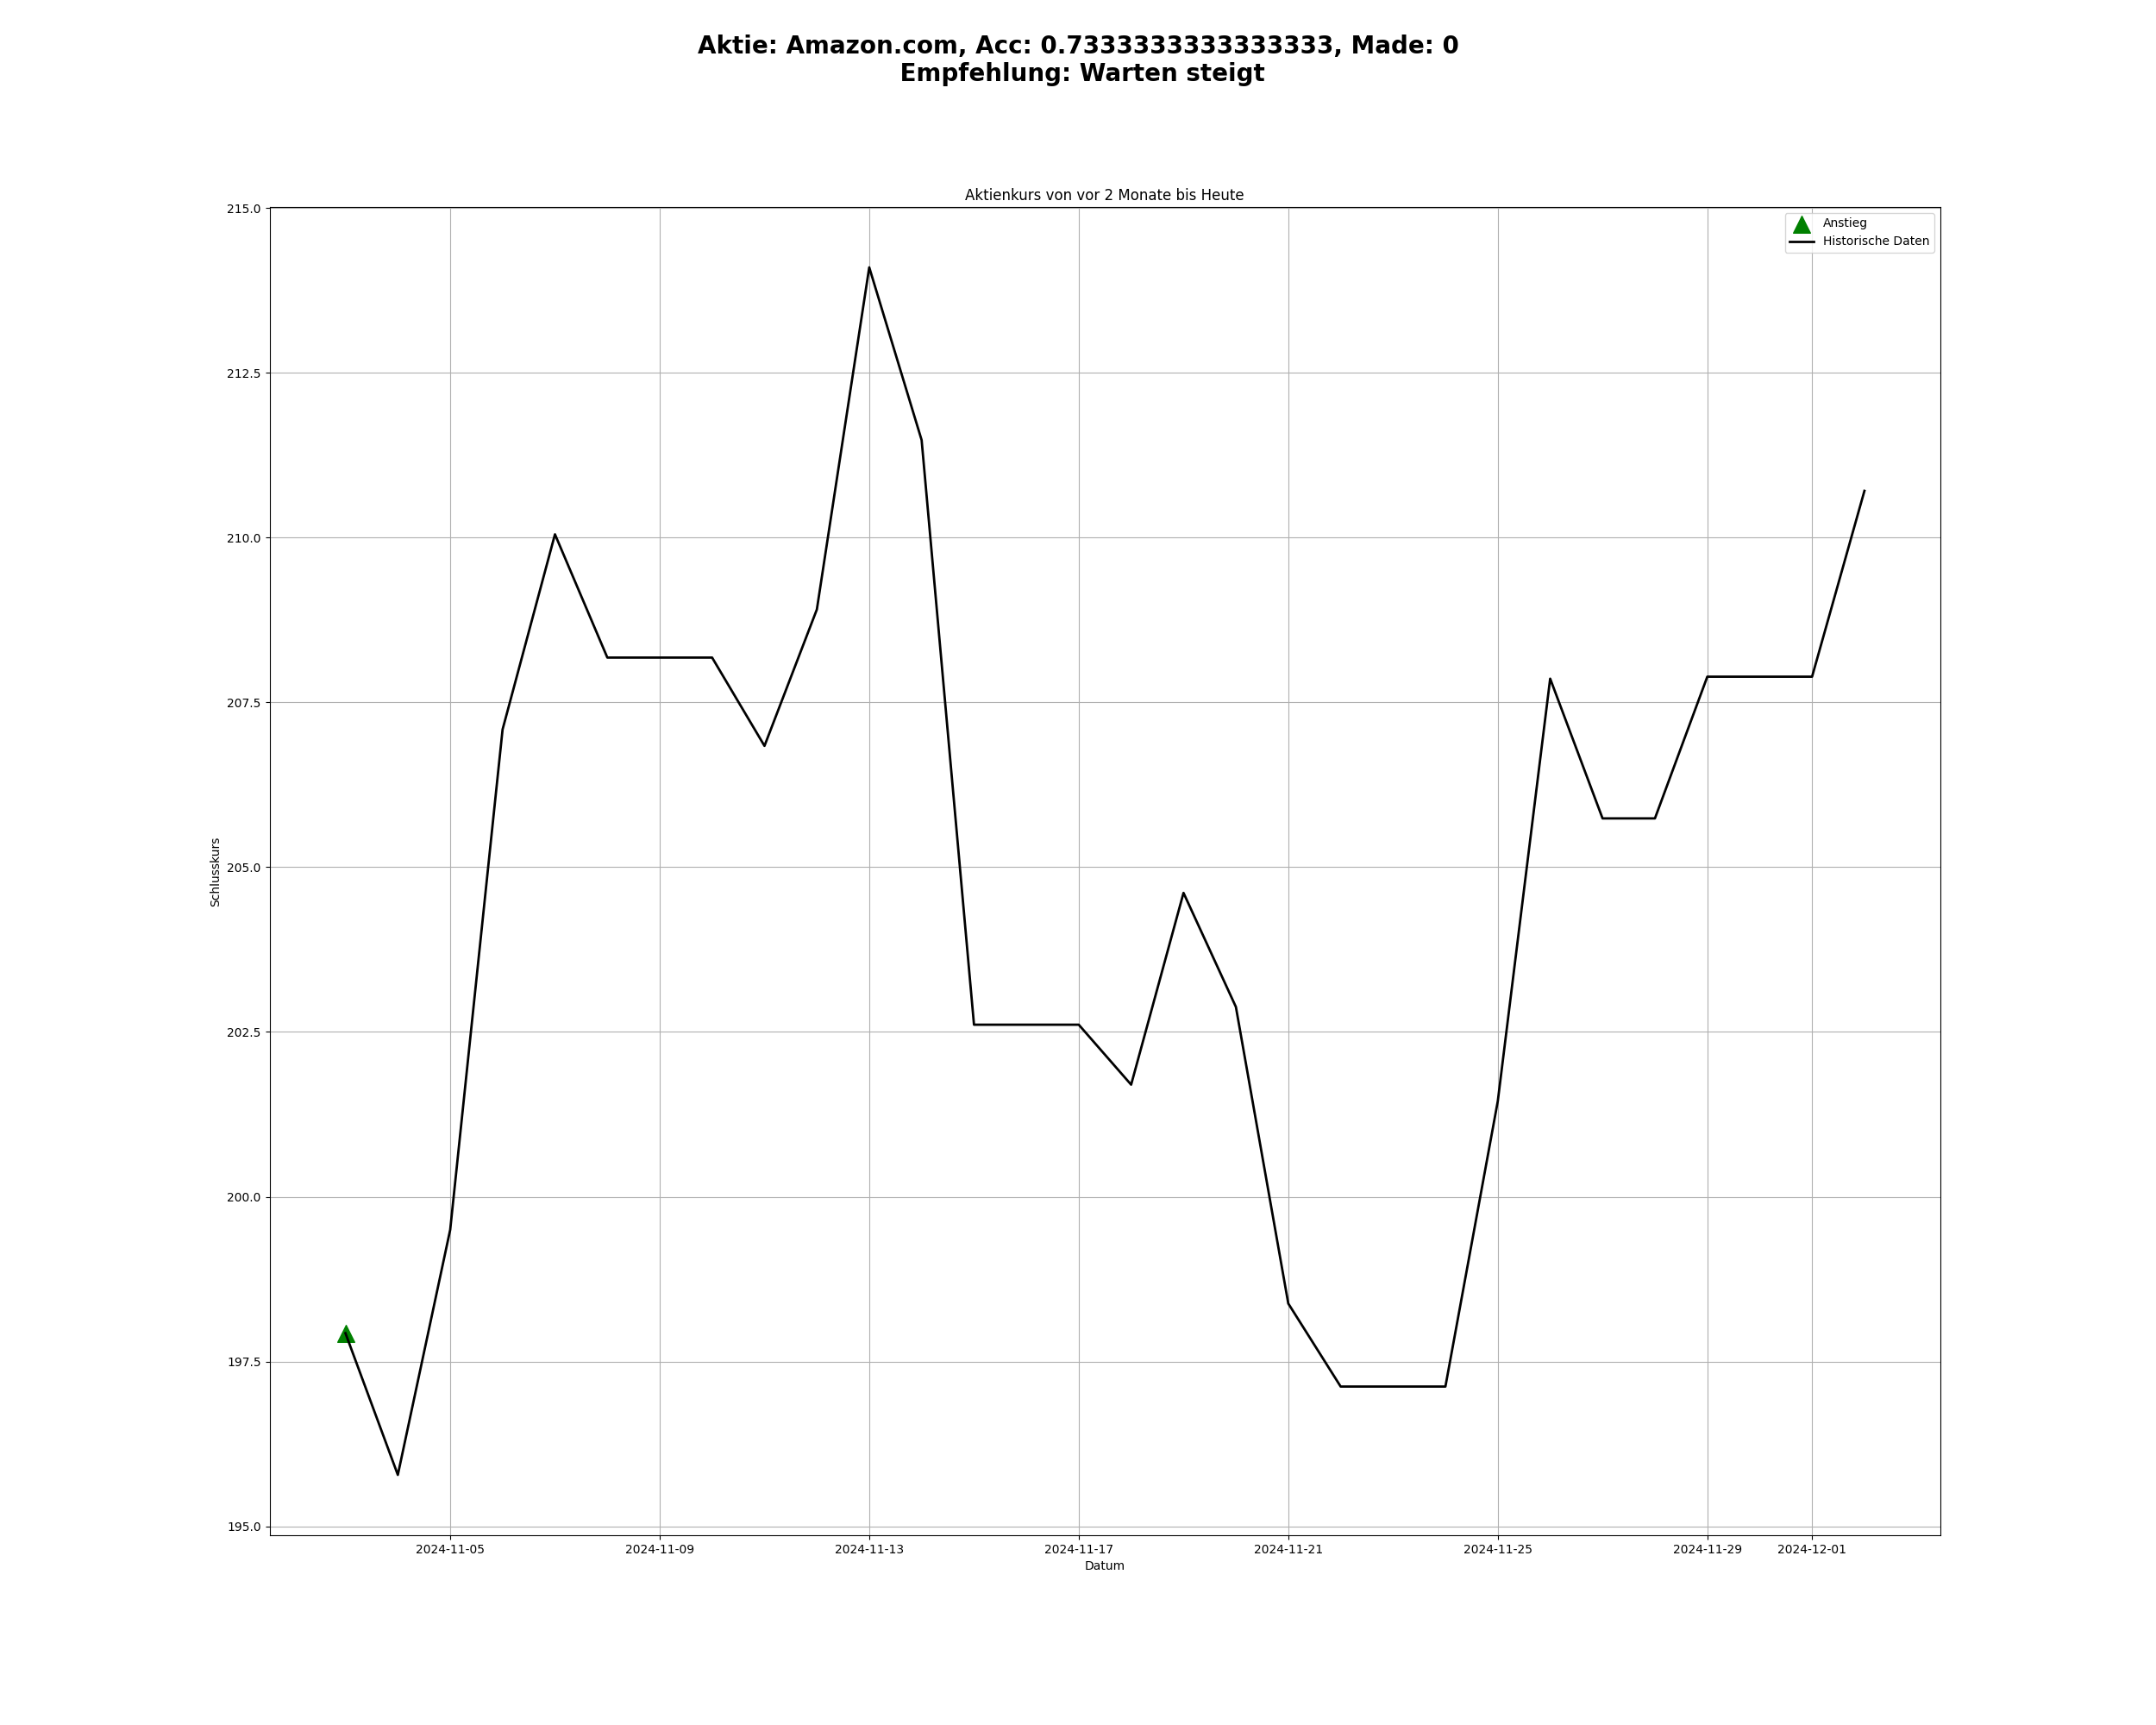 Aktie: Amazon.com, Acc: 0.7333333333333333, Made: 0
Empfehlung: Warten steigt
Aktienkurs von vor 2 Monate bis Heute
Anstieg
Historische Daten
215.0
212.5
210.0
207.5
205.0
202.5
200.0
197.5
195.0
Schlusskurs
2024-11-05
2024-11-09
2024-11-13
2024-11-17
2024-11-21
2024-11-25
2024-11-29
2024-12-01
Datum